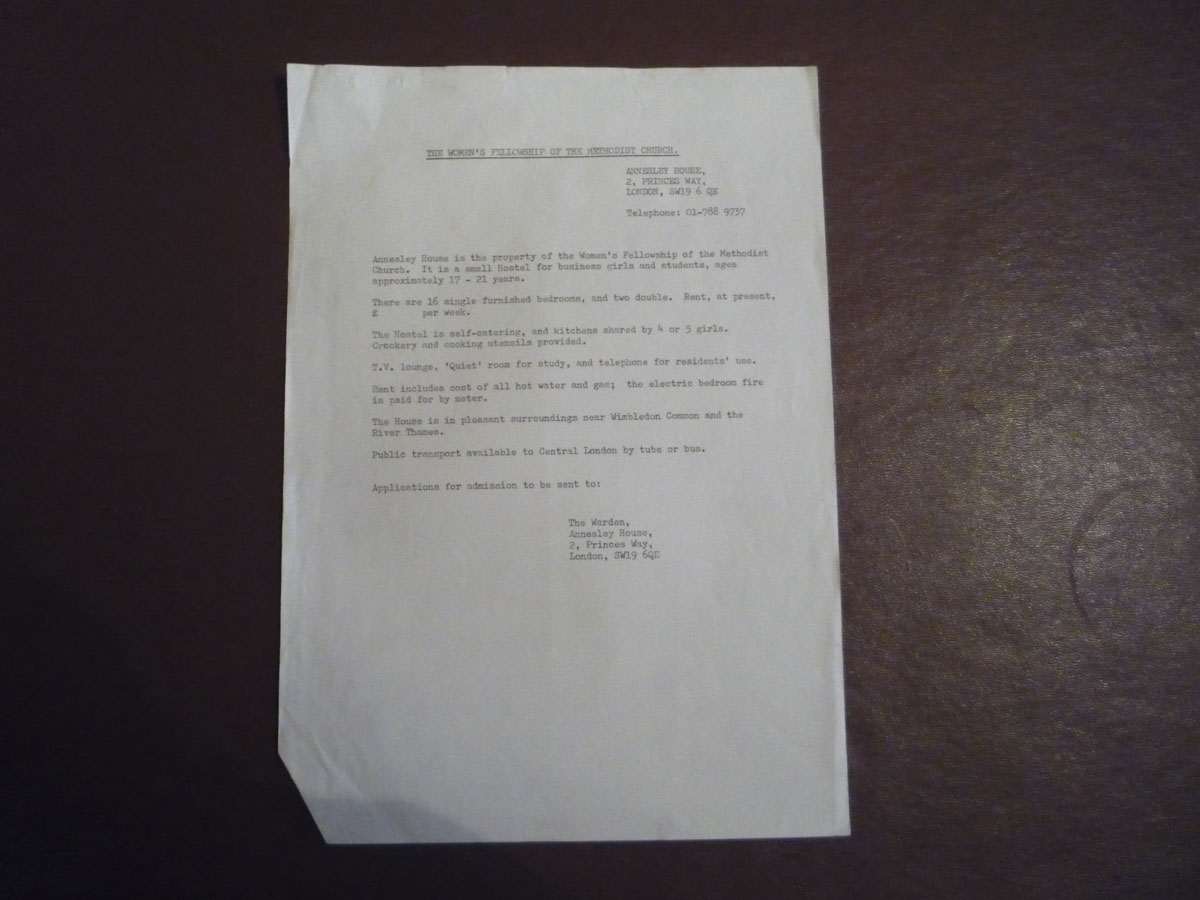 THE WOMEN'S FELLOWSHIP OF THE METHODIST CHURCH.
ANNESLEY HOUSE,
2, PRINCES WAY,
LONDON, SW19 6 QE
Telephone: 01-788 9737
Annesley House is the property of the Women's Fellowship of the Methodist
Church. It is a small Hostel for business girls and students, ages
approximately 17 - 21 years.
There are 16 single furnished bedrooms, and two double. Rent, at present,
£ per week.
The Hostel is self-catering, and kitchens shared by 4 or 5 girls.
Crockery and cooking utensils provided.
T.V. lounge, 'Quiet' room for study, and telephone for residents' use.
Rent includes cost of all hot water and gas; the electric bedroom fire
is paid for by meter.
The House is in pleasant surroundings near Wimbledon Common and the
River Thames.
Public transport available to Central London by tube or bus.
Applications for admission to be sent to:
The Warden,
Annesley House,
2, Princes Way,
London, SW19 6QE